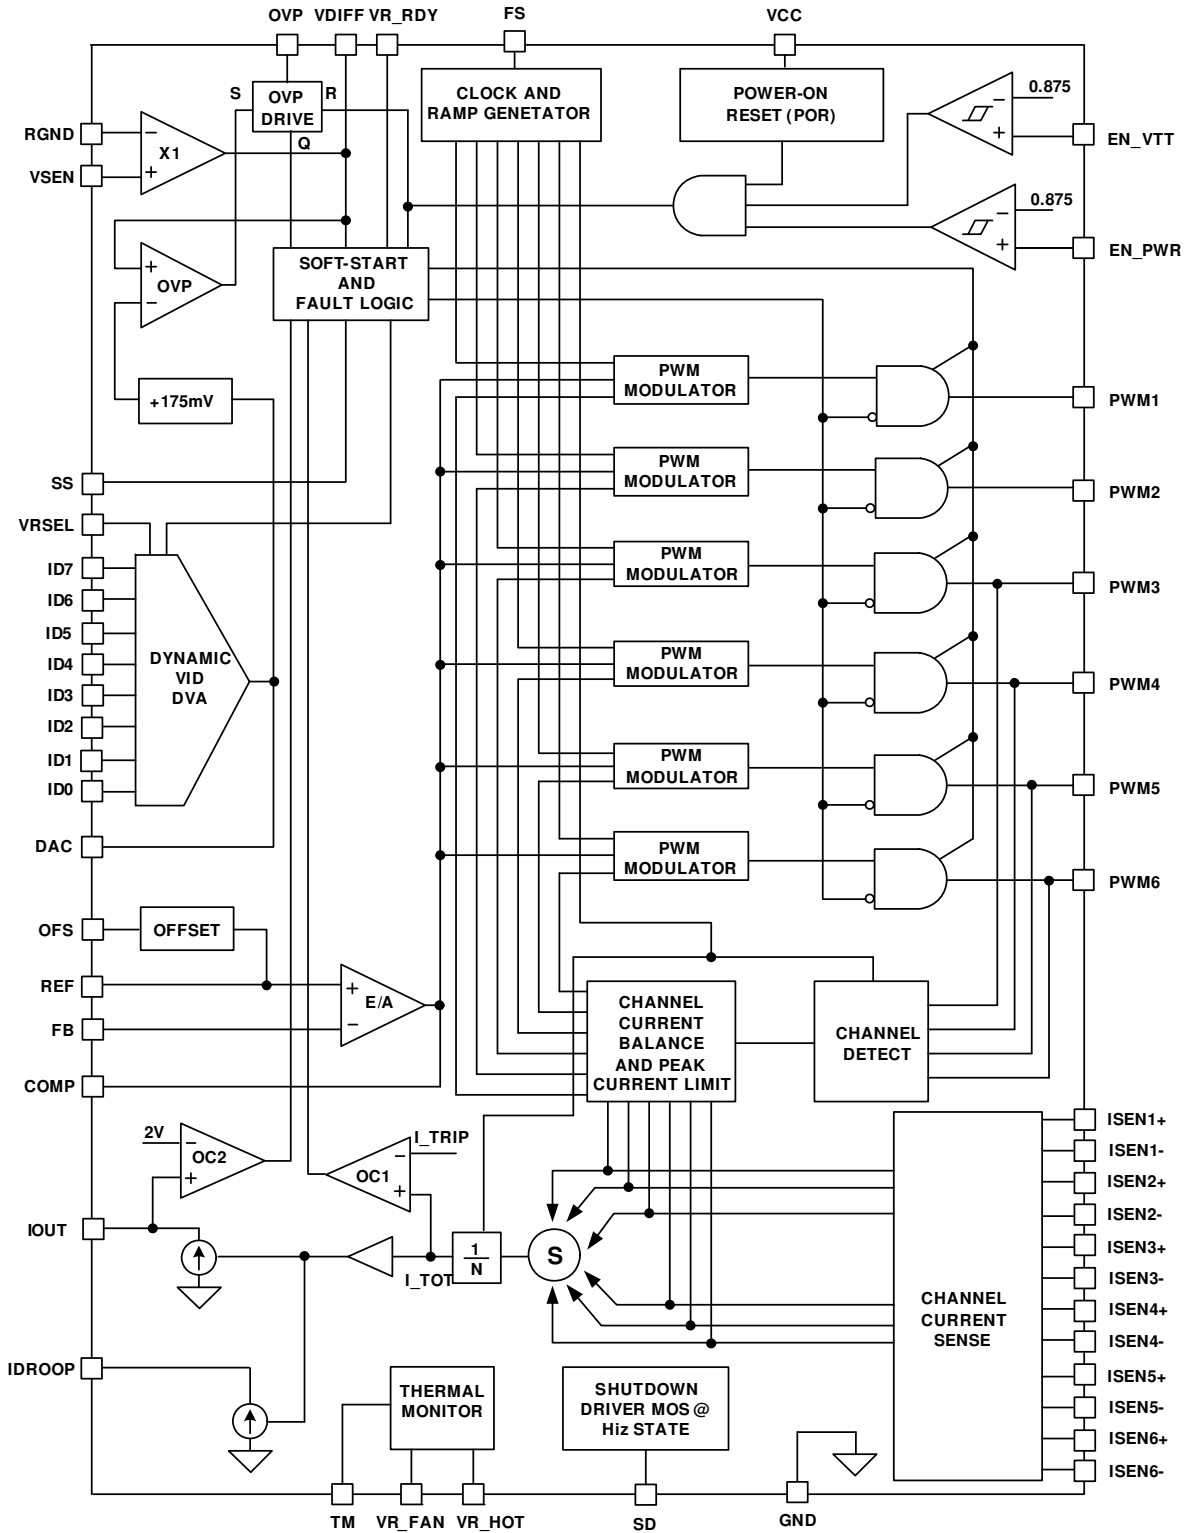 OVP VDIFF VR_RDY FS VCC
S OVP DRIVE R
Q
CLOCK AND
RAMP GENETATOR
POWER-ON
RESET (POR)
0.875
−
+
EN_VTT
RGND
VSEN
−
X1
+
0.875
−
+
EN_PWR
+
OVP
−
SOFT-START
AND
FAULT LOGIC
+175mV
PWM
MODULATOR
PWM1
SS
PWM
MODULATOR
PWM2
VRSEL
ID7
ID6
ID5
ID4
ID3
ID2
ID1
ID0
DYNAMIC
VID
DVA
PWM
MODULATOR
PWM3
PWM
MODULATOR
PWM4
PWM
MODULATOR
PWM5
DAC
PWM
MODULATOR
PWM6
OFS
OFFSET
REF
FB
COMP
+
E/A
−
CHANNEL
CURRENT
BALANCE
AND PEAK
CURRENT LIMIT
CHANNEL
DETECT
2V
−
OC2
+
I_TRIP
−
OC1
+
IOUT
I_TOT
1
N
S
CHANNEL
CURRENT
SENSE
ISEN1+
ISEN1-
ISEN2+
ISEN2-
ISEN3+
ISEN3-
ISEN4+
ISEN4-
ISEN5+
ISEN5-
ISEN6+
ISEN6-
IDROOP
THERMAL
MONITOR
SHUTDOWN
DRIVER MOS @
Hiz STATE
TM VR_FAN VR_HOT SD GND